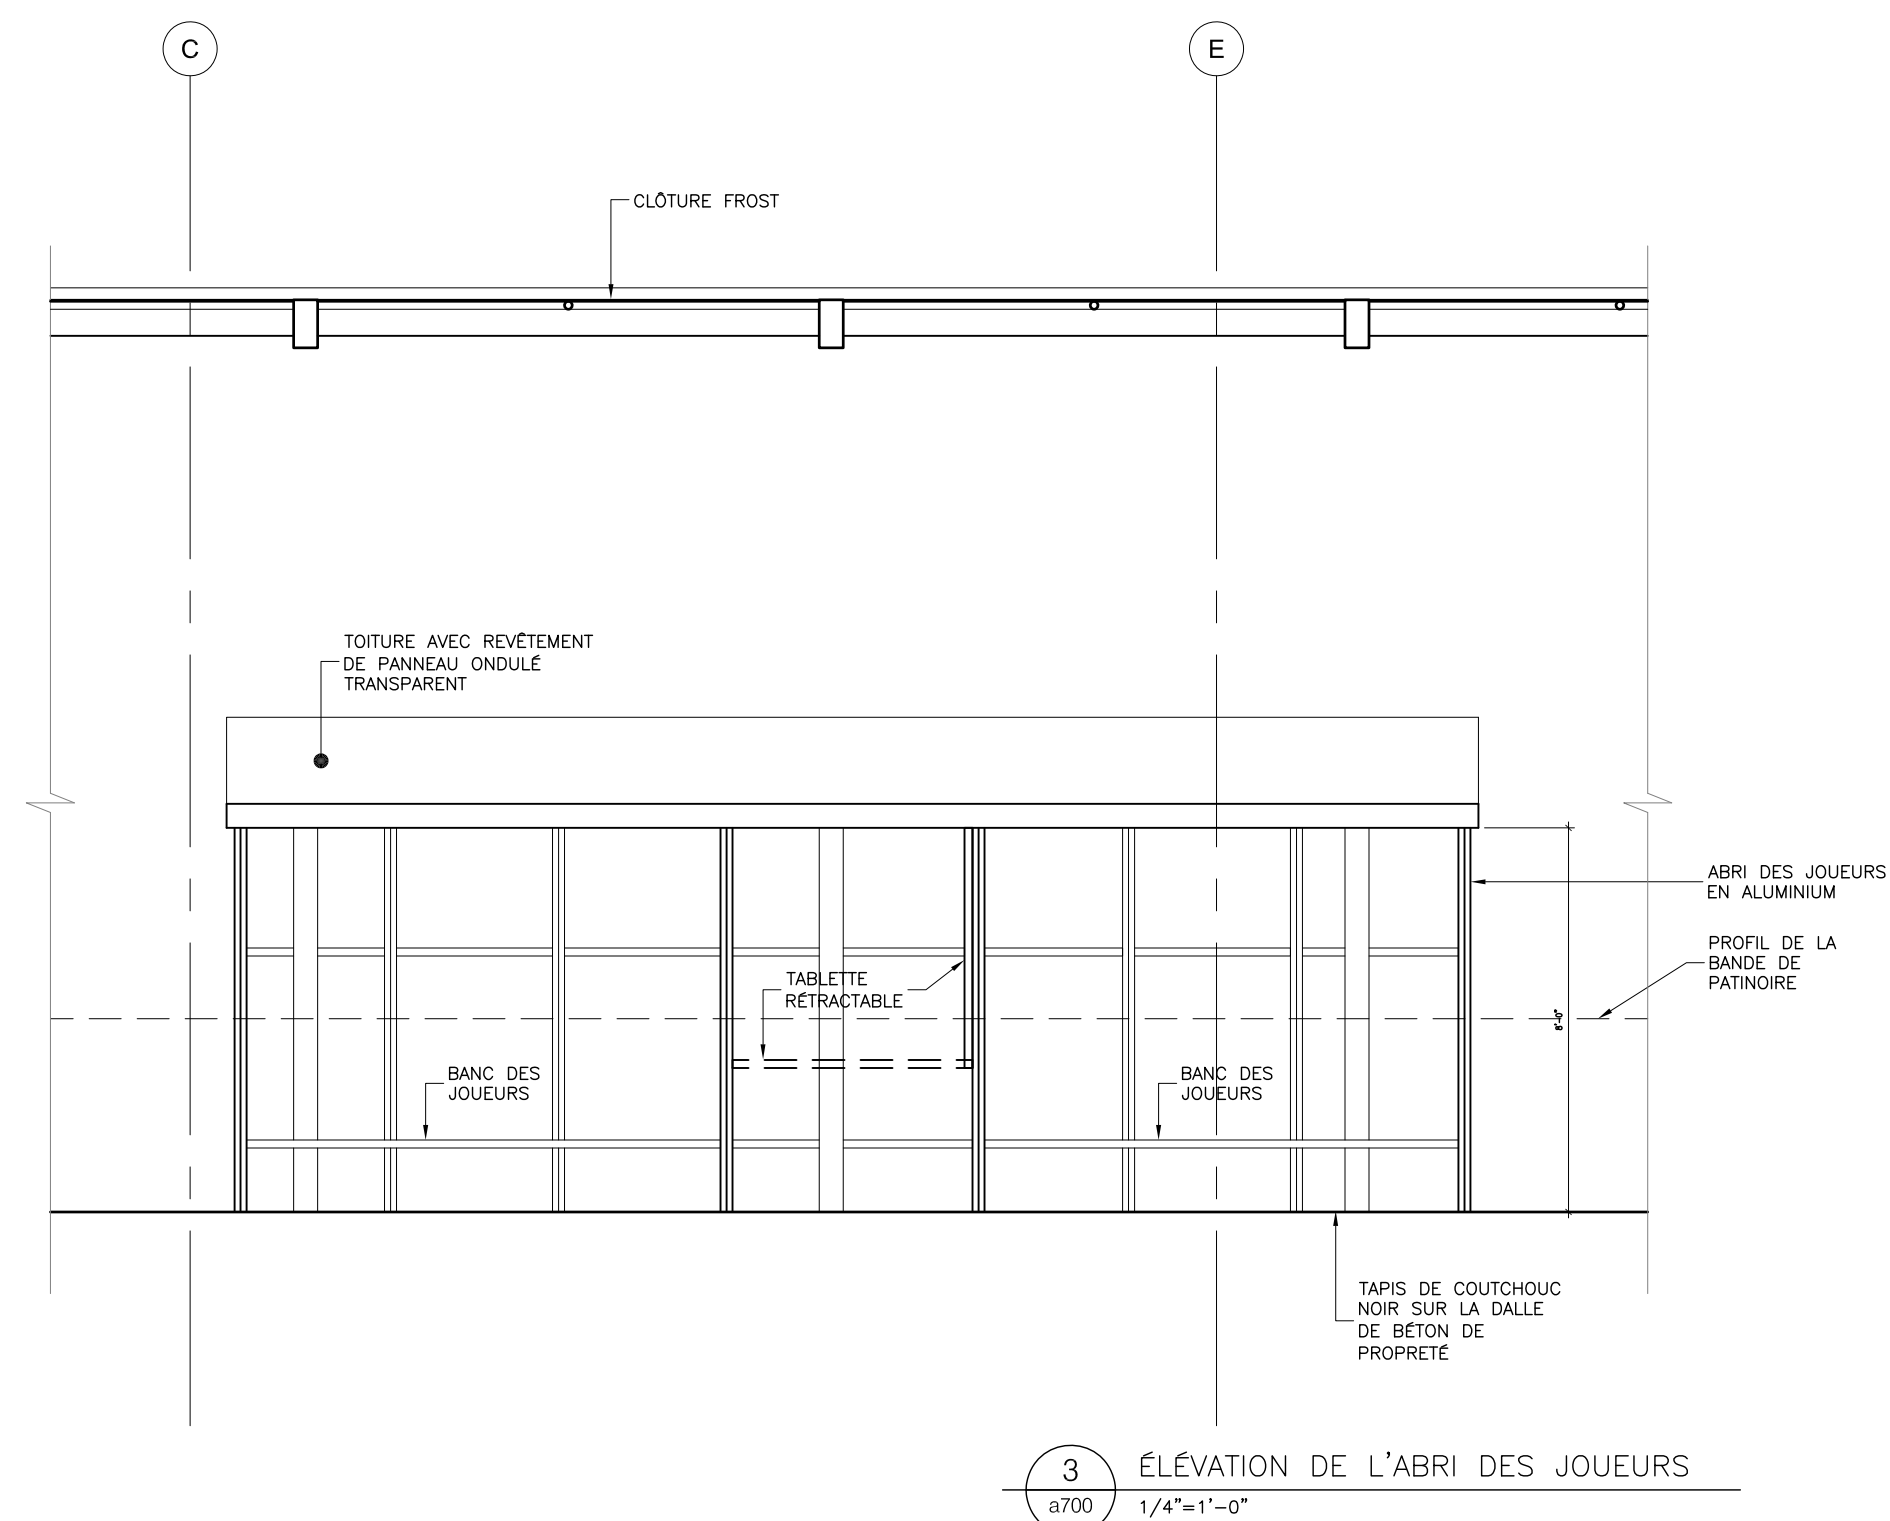 C
E
CLÔTURE FROST
TOITURE AVEC REVÊTEMENT
DE PANNEAU ONDULÉ
TRANSPARENT
ABRI DES JOUEURS
EN ALUMINIUM
PROFIL DE LA
BANDE DE
PATINOIRE
TABLETTE
RÉTRACTABLE
8'-0"
BANC DES
JOUEURS
BANC DES
JOUEURS
TAPIS DE COUTCHOUC
NOIR SUR LA DALLE
DE BÉTON DE
PROPRETÉ
3
a700
ÉLÉVATION DE L'ABRI DES JOUEURS
1/4"=1'-0"